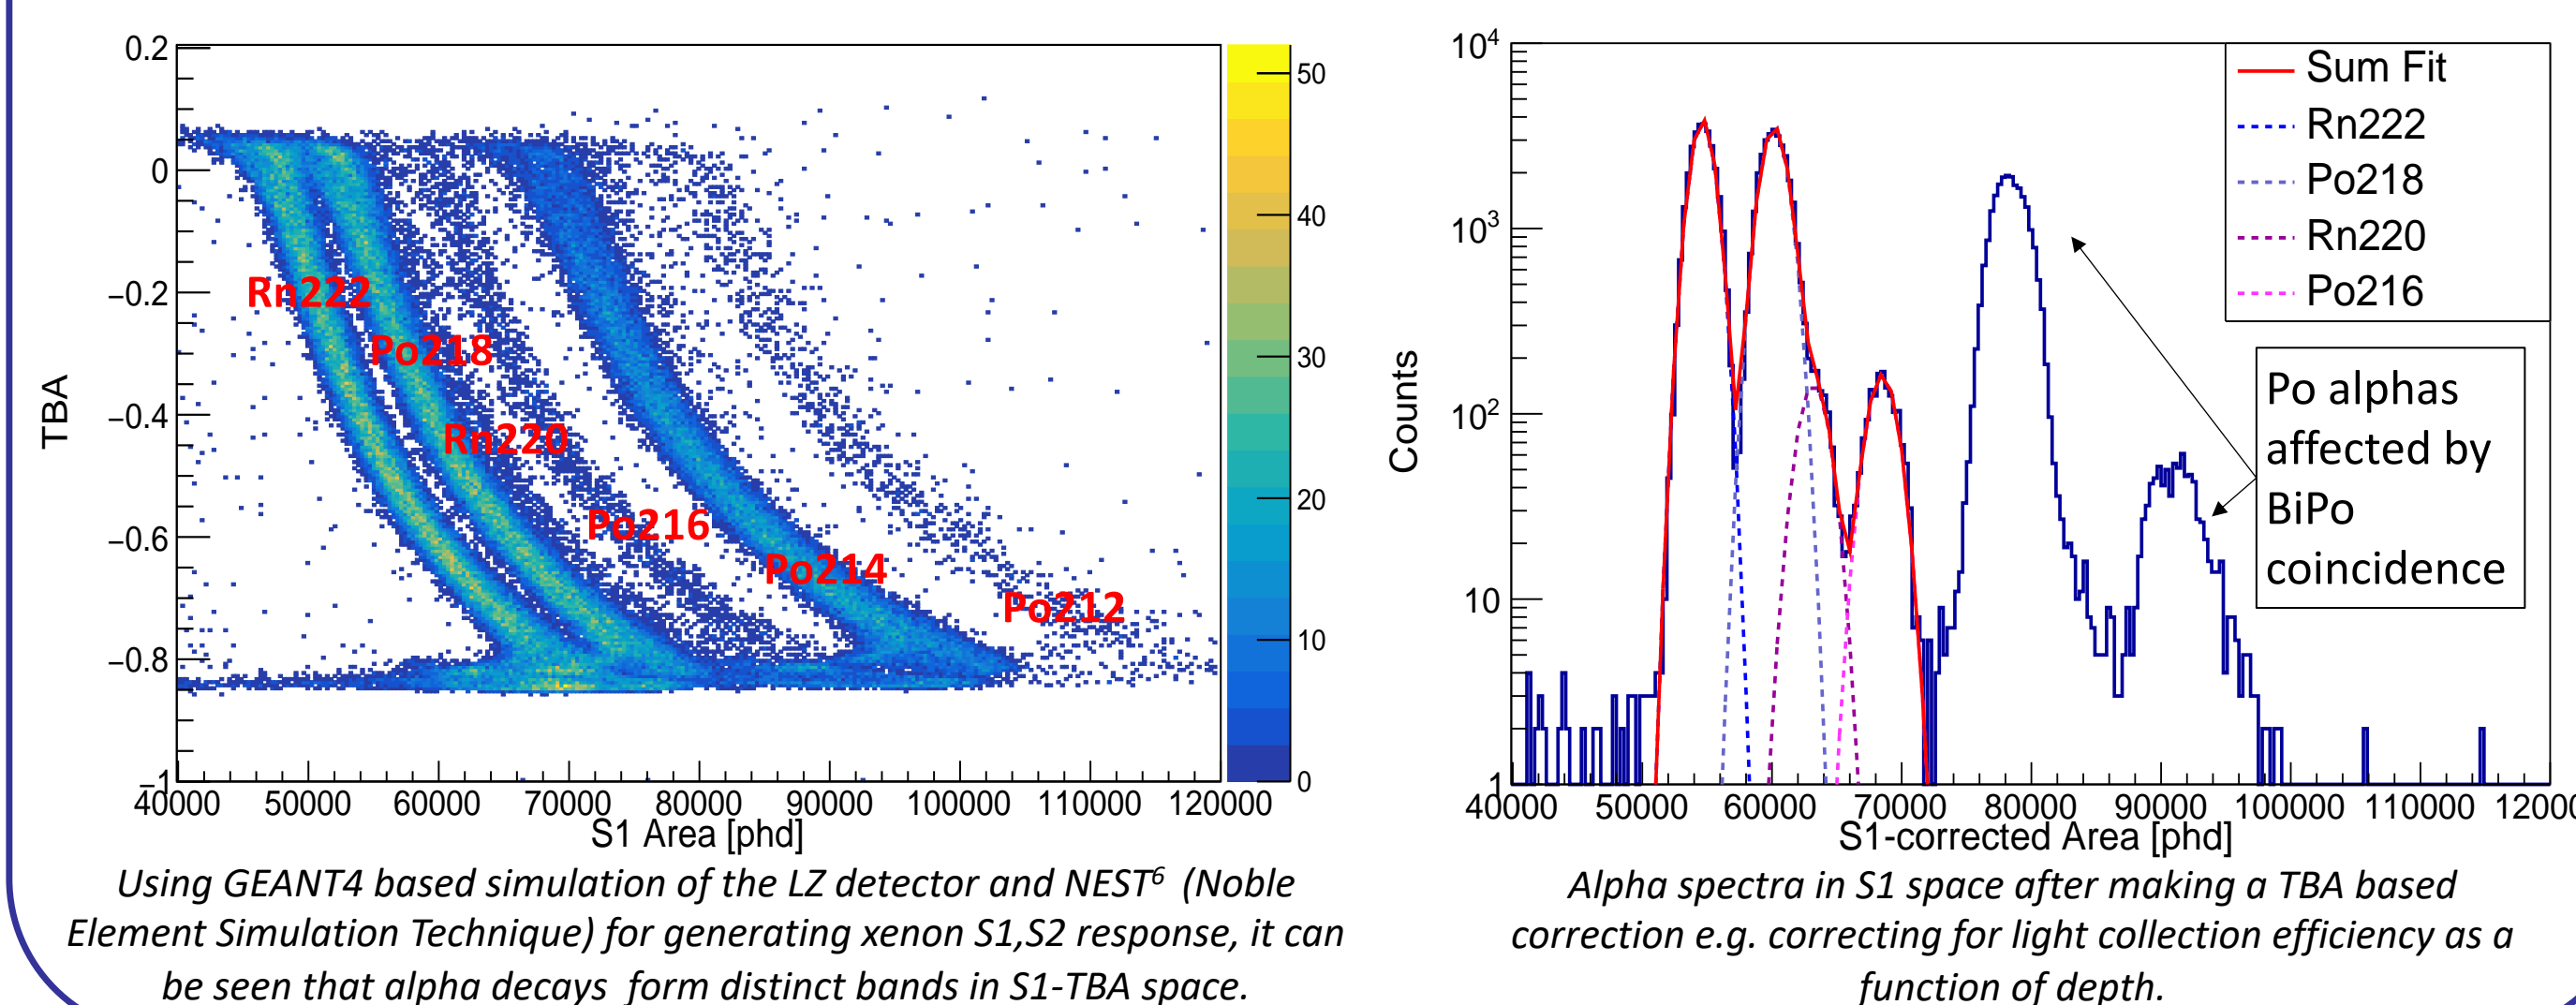 0.2
0
−0.2
−0.4
−0.6
−0.8
−1
TBA
40000 50000 60000 70000 80000 90000 100000 110000 120000
S1 Area [phd]
Rn222
Po218
Rn220
Po216
Po214
Po212
50
40
30
20
10
0
Using GEANT4 based simulation of the LZ detector and NEST⁶ (Noble
Element Simulation Technique) for generating xenon S1,S2 response, it can
be seen that alpha decays form distinct bands in S1-TBA space.
10⁴
10³
10²
10
1
Counts
40000 50000 60000 70000 80000 90000 100000 110000 12000
S1-corrected Area [phd]
Sum Fit
Rn222
Po218
Rn220
Po216
Po alphas
affected by
BiPo
coincidence
Alpha spectra in S1 space after making a TBA based
correction e.g. correcting for light collection efficiency as a
function of depth.